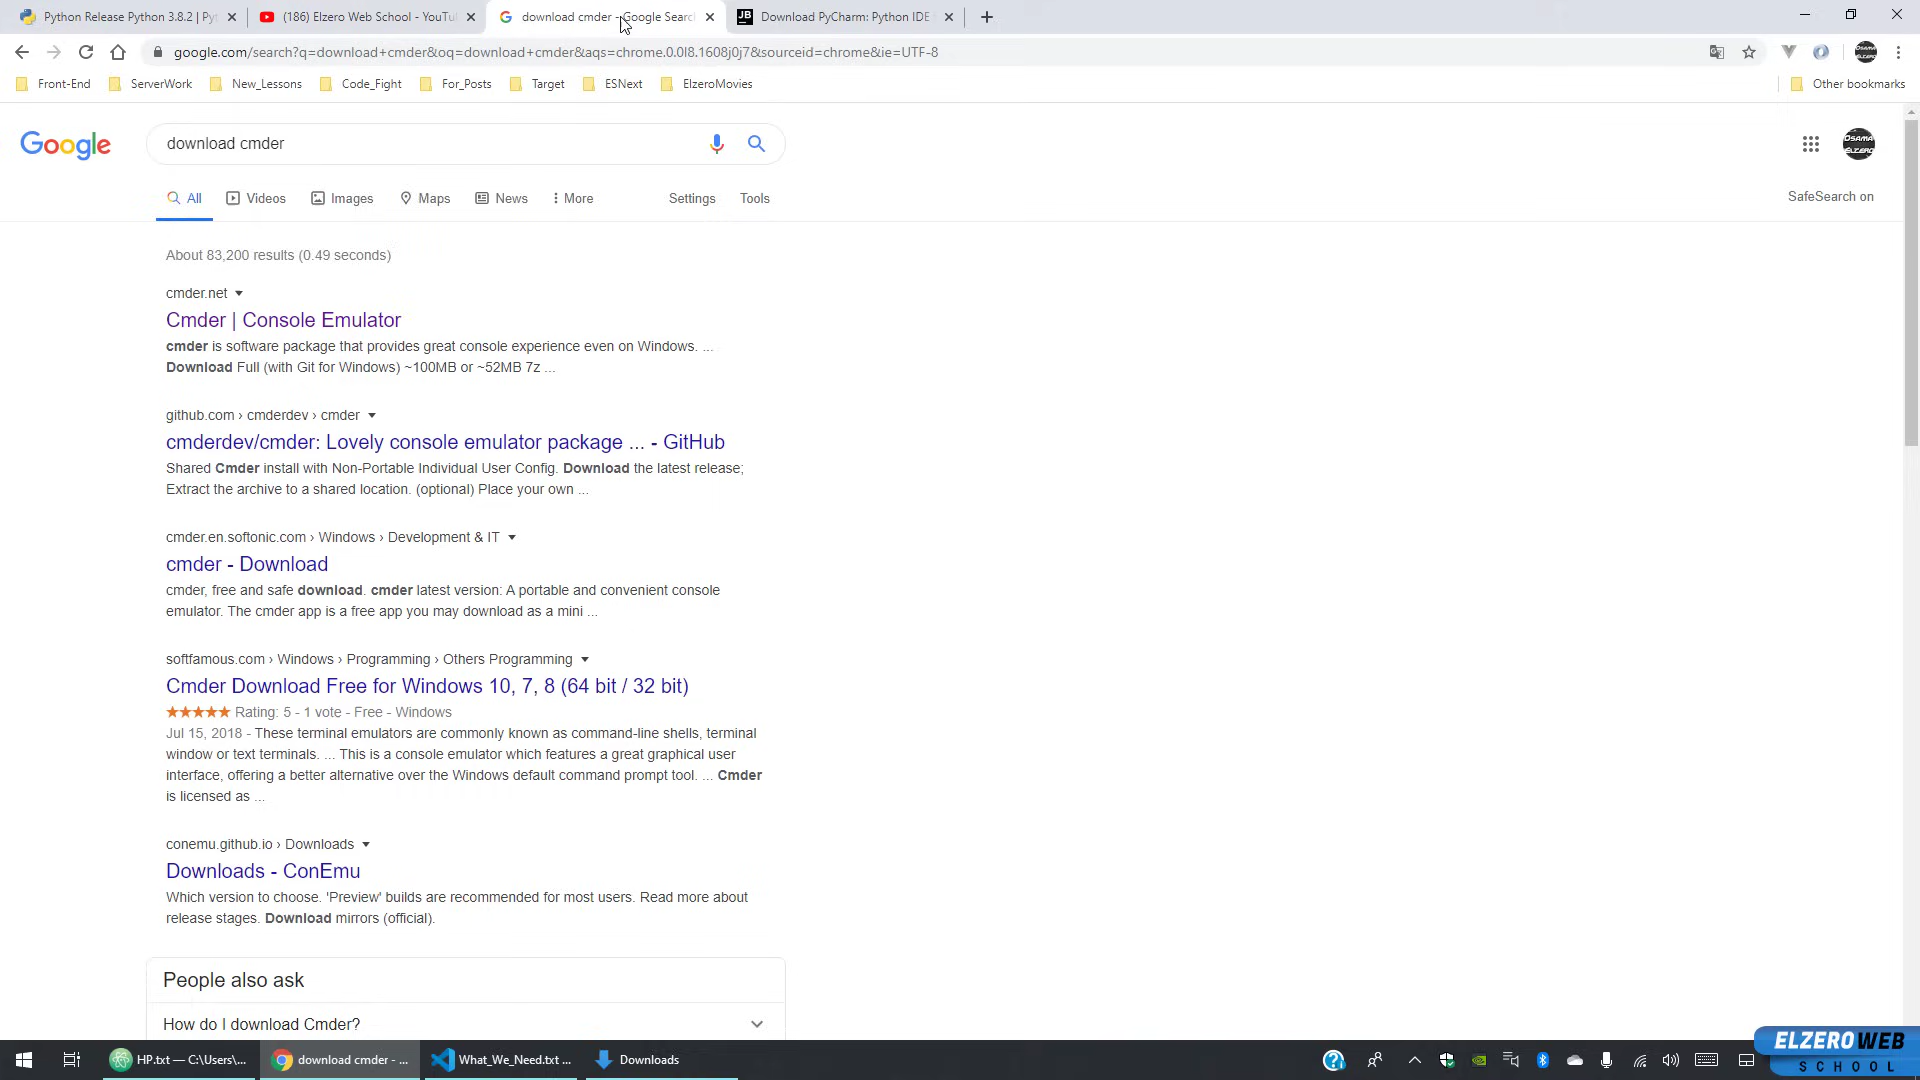 Python Release Python 3.8.2 | Pyt
(186) Elzero Web School - YouTu
download cmder - Google Searc
JB
Download PyCharm: Python IDE
google.com/search?q=download+cmder&oq=download+cmder&aqs=chrome.0.0l8.1608j0j7&sourceid=chrome&ie=UTF-8
Front-End
ServerWork
New_Lessons
Code_Fight
For_Posts
Target
ESNext
ElzeroMovies
Other bookmarks
Google
download cmder
OSAMA
ELZERO
All
Videos
Images
Maps
News
More
Settings
Tools
SafeSearch on
About 83,200 results (0.49 seconds)
cmder.net
Cmder | Console Emulator
cmder is software package that provides great console experience even on Windows. ...
Download Full (with Git for Windows) ~100MB or ~52MB 7z ...
github.com › cmderdev › cmder
cmderdev/cmder: Lovely console emulator package ... - GitHub
Shared Cmder install with Non-Portable Individual User Config. Download the latest release;
Extract the archive to a shared location. (optional) Place your own ...
cmder.en.softonic.com › Windows › Development & IT
cmder - Download
cmder, free and safe download. cmder latest version: A portable and convenient console
emulator. The cmder app is a free app you may download as a mini ...
softfamous.com › Windows › Programming › Others Programming
Cmder Download Free for Windows 10, 7, 8 (64 bit / 32 bit)
★★★★★ Rating: 5 - 1 vote - Free - Windows
Jul 15, 2018 - These terminal emulators are commonly known as command-line shells, terminal
window or text terminals. ... This is a console emulator which features a great graphical user
interface, offering a better alternative over the Windows default command prompt tool. ... Cmder
is licensed as ...
conemu.github.io › Downloads
Downloads - ConEmu
Which version to choose. 'Preview' builds are recommended for most users. Read more about
release stages. Download mirrors (official).
People also ask
How do I download Cmder?
HP.txt — C:\Users\...
download cmder - ...
What_We_Need.txt ...
Downloads
ELZEROWEB
SCHOOL